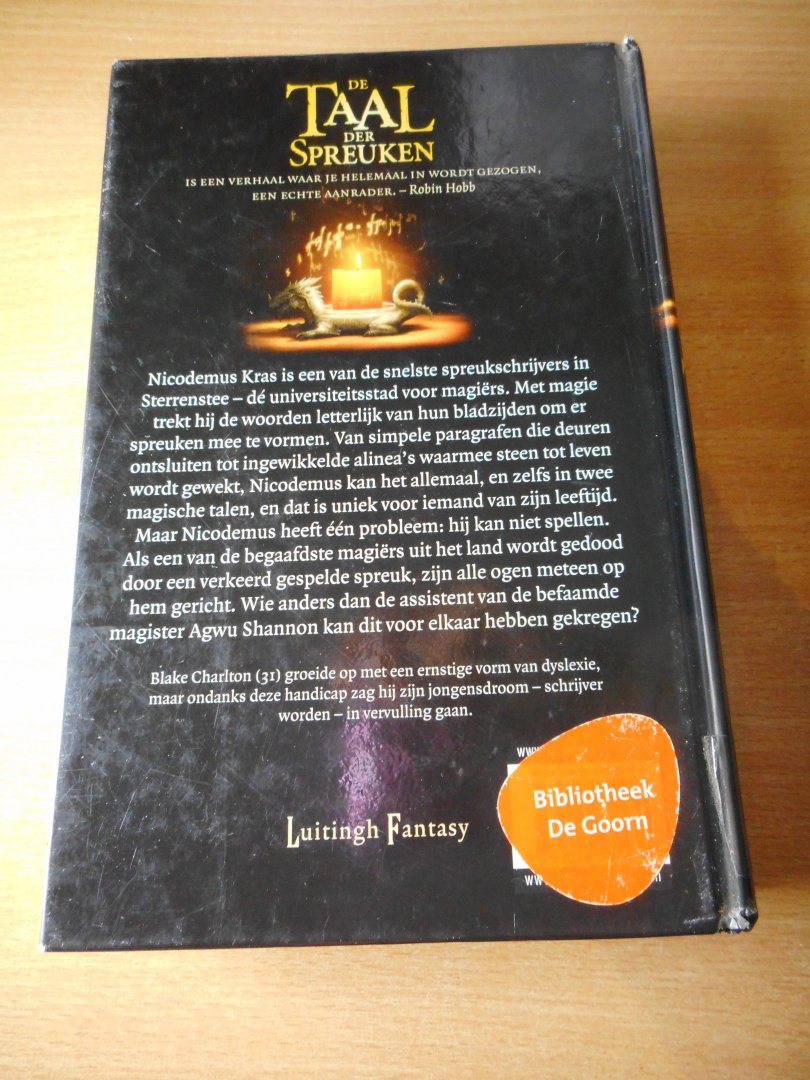 DE
TAAL
DER
SPREUKEN
IS EEN VERHAAL WAAR JE HELEMAAL IN WORDT GEZOGEN,
EEN ECHTE AANRADER. – Robin Hobb
Nicodemus Kras is een van de snelste spreukschrijvers in
Sterrenstee – dé universiteitsstad voor magiërs. Met magie
trekt hij de woorden letterlijk van hun bladzijden om er
spreuken mee te vormen. Van simpele paragrafen die deuren
ontsluiten tot ingewikkelde alinea's waarmee steen tot leven
wordt gewekt, Nicodemus kan het allemaal, en zelfs in twee
magische talen, en dat is uniek voor iemand van zijn leeftijd.
Maar Nicodemus heeft één probleem: hij kan niet spellen.
Als een van de begaafdste magiërs uit het land wordt gedood
door een verkeerd gespelde spreuk, zijn alle ogen meteen op
hem gericht. Wie anders dan de assistent van de befaamde
magister Agwu Shannon kan dit voor elkaar hebben gekregen?
Blake Charlton (31) groeide op met een ernstige vorm van dyslexie,
maar ondanks deze handicap zag hij zijn jongensdroom – schrijver
worden – in vervulling gaan.
Luitingh Fantasy
Bibliotheek
De Goorn